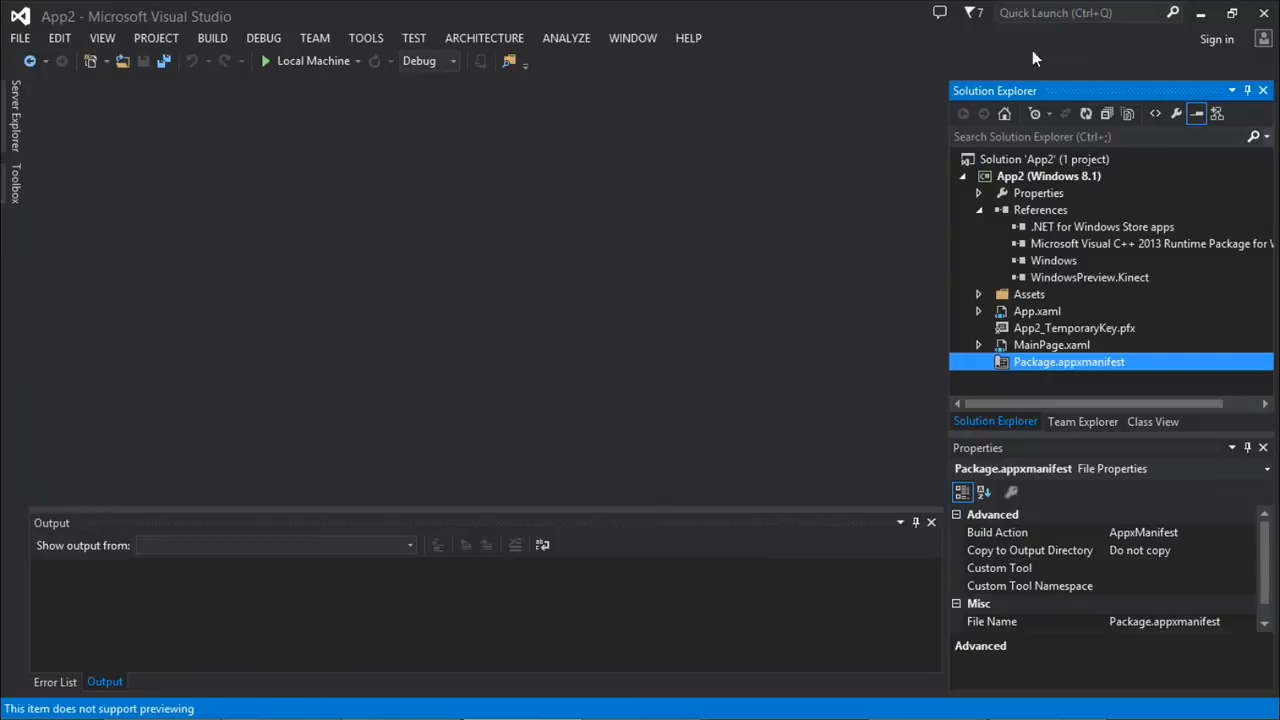 App2 - Microsoft Visual Studio
7
Quick Launch (Ctrl+Q)
FILE EDIT VIEW PROJECT BUILD DEBUG TEAM TOOLS TEST ARCHITECTURE ANALYZE WINDOW HELP
Sign in
Local Machine
Debug
Server Explorer
Toolbox
Solution Explorer
Search Solution Explorer (Ctrl+;)
Solution 'App2' (1 project)
App2 (Windows 8.1)
Properties
References
.NET for Windows Store apps
Microsoft Visual C++ 2013 Runtime Package for
Windows
WindowsPreview.Kinect
Assets
App.xaml
App2_TemporaryKey.pfx
MainPage.xaml
Package.appxmanifest
Solution Explorer Team Explorer Class View
Properties
Package.appxmanifest File Properties
Advanced
Build Action AppxManifest
Copy to Output Directory Do not copy
Custom Tool
Custom Tool Namespace
Misc
File Name Package.appxmanifest
Advanced
Output
Show output from:
Error List Output
This item does not support previewing